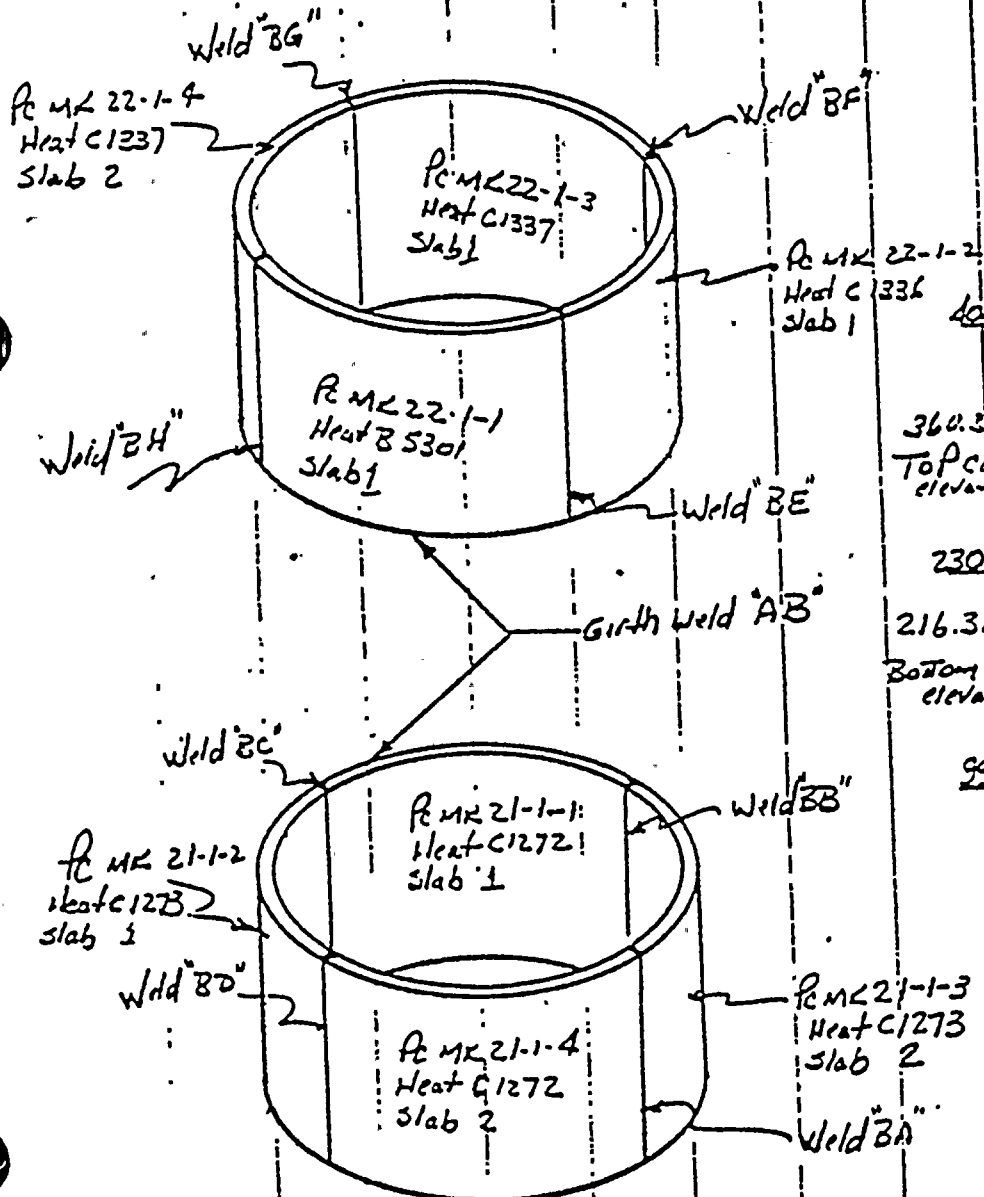 Weld "BG"
Pc MK 22-1-4
Heat C1337
Slab 2
Weld "BF"
Pc MK 22-1-3
Heat C1337
Slab 1
Pc MK 22-1-2
Heat C1336
Slab 1
Pc MK 22-1-1
Heat B5301
Slab 1
Weld "BH"
Weld "BE"
Girth Weld "AB"
360.3
Top
230
216.3
Bottom
Weld "BC"
Pc MK 21-1-1
Heat C1272
Slab 1
Weld "BB"
Pc MK 21-1-2
Heat C1273
Slab 1
Weld "BD"
Pc MK 21-1-4
Heat C1272
Slab 2
Pc MK 21-1-3
Heat C1273
Slab 2
Weld "BA"